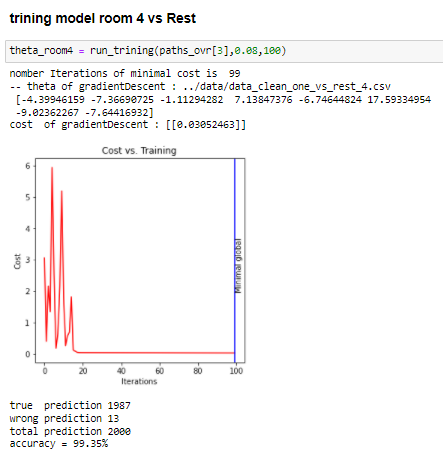 trining model room 4 vs Rest
theta_room4 = run_trining(paths_ovr[3],0.08,100)
nomber Iterations of minimal cost is  99
-- theta of gradientDescent : ../data/data_clean_one_vs_rest_4.csv
[-4.39946159 -7.36690725 -1.11294282  7.13847376 -6.74644824 17.59334954
-9.02362267 -7.64416932]
cost  of gradientDescent : [[0.03052463]]
Cost vs. Training
6
5
4
3
2
1
0
Cost
Minimal global
0 20 40 60 80 100
Iterations
true  prediction 1987
wrong prediction 13
total prediction 2000
accuracy = 99.35%